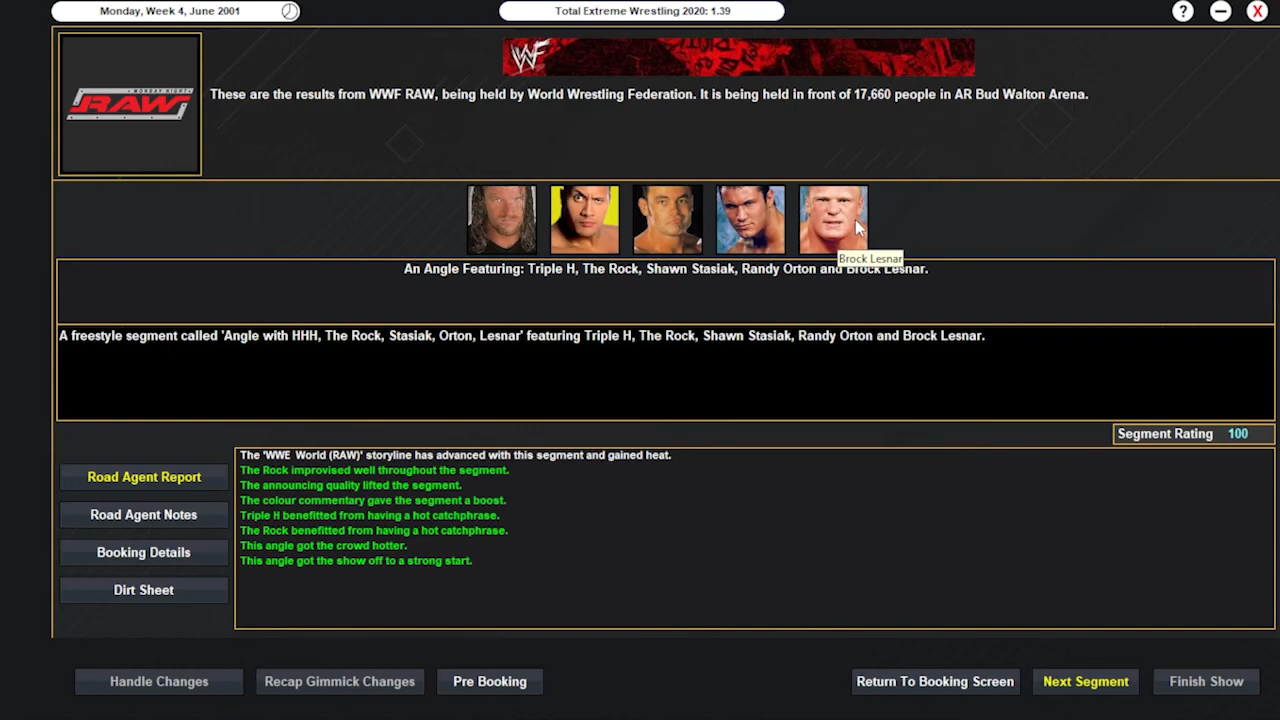 Monday, Week 4, June 2001
Total Extreme Wrestling 2020: 1.39
?
X
MONDAY NIGHT
RAW
WF
These are the results from WWF RAW, being held by World Wrestling Federation. It is being held in front of 17,660 people in AR Bud Walton Arena.
Brock Lesnar
An Angle Featuring: Triple H, The Rock, Shawn Stasiak, Randy Orton and Brock Lesnar.
A freestyle segment called 'Angle with HHH, The Rock, Stasiak, Orton, Lesnar' featuring Triple H, The Rock, Shawn Stasiak, Randy Orton and Brock Lesnar.
Segment Rating 100
Road Agent Report
Road Agent Notes
Booking Details
Dirt Sheet
The 'WWE World (RAW)' storyline has advanced with this segment and gained heat.
The Rock improvised well throughout the segment.
The announcing quality lifted the segment.
The colour commentary gave the segment a boost.
Triple H benefitted from having a hot catchphrase.
The Rock benefitted from having a hot catchphrase.
This angle got the crowd hotter.
This angle got the show off to a strong start.
Handle Changes
Recap Gimmick Changes
Pre Booking
Return To Booking Screen
Next Segment
Finish Show